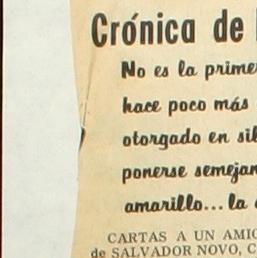 Crónica de
No es la prime
hace poco más
otorgado en sil
ponerse semejan
amarillo... la
CARTAS A UN AMIG
de SALVADOR NOVO, C